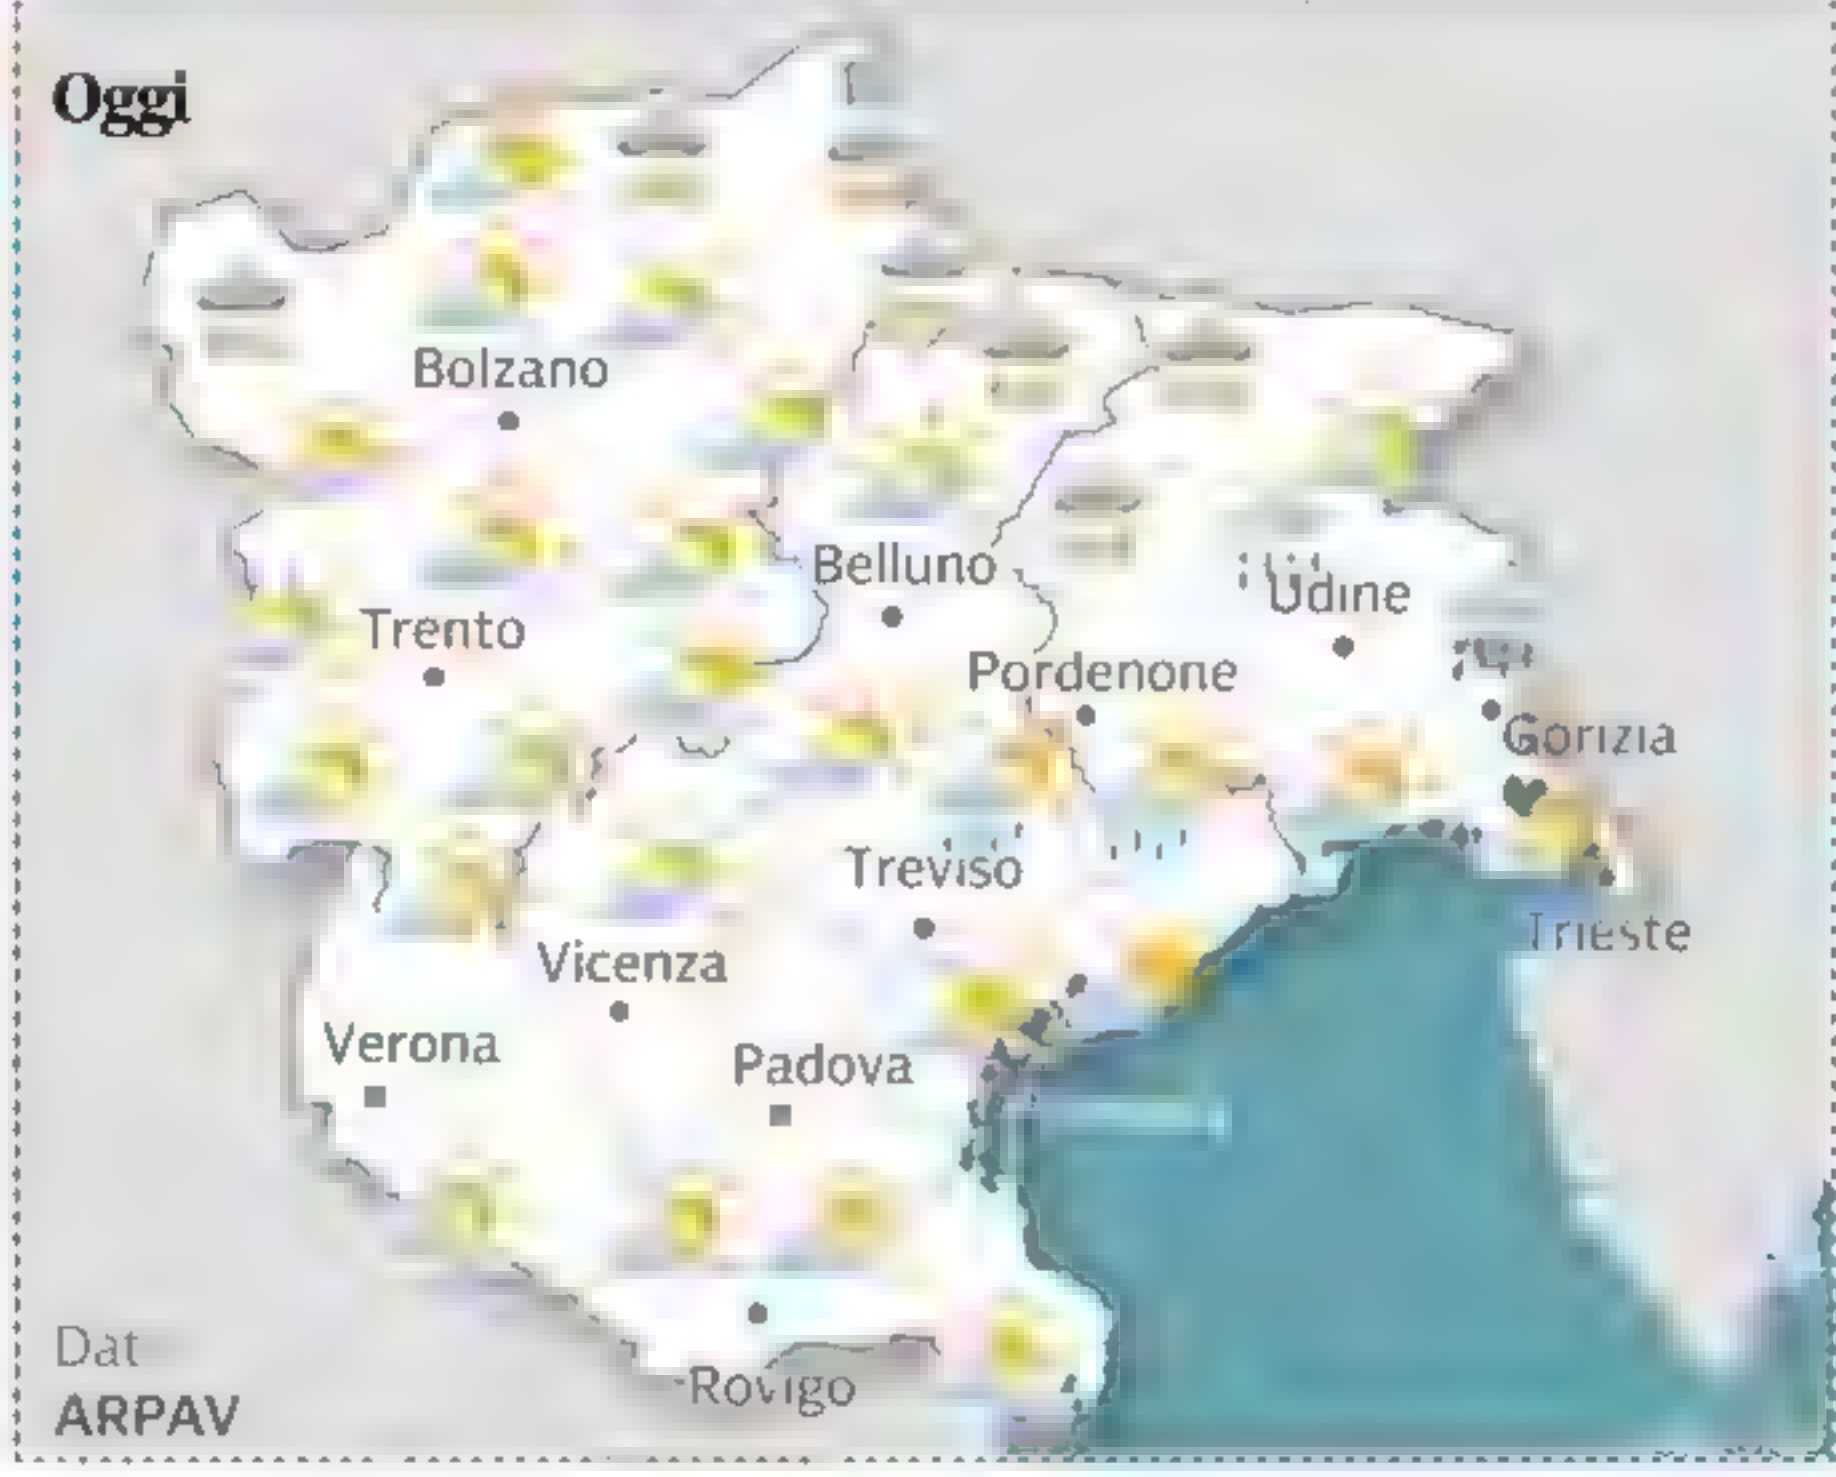 Oggi
Bolzano
Belluno
Udine
Trento
Pordenone
Gorizia
Treviso
Trieste
Vicenza
Verona
Padova
Rovigo
Dat
ARPAV